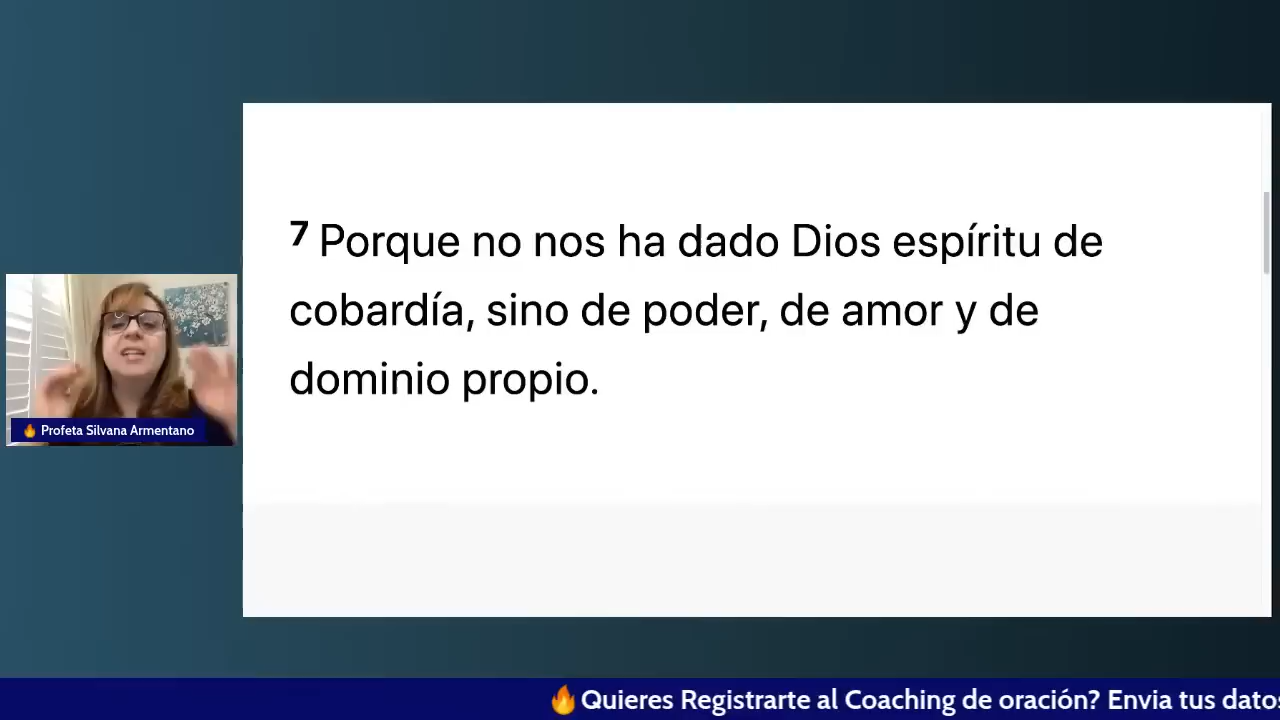 7 Porque no nos ha dado Dios espíritu de
cobardía, sino de poder, de amor y de
dominio propio.
🔥 Profeta Silvana Armentano
🔥Quieres Registrarte al Coaching de oración? Envia tus datos